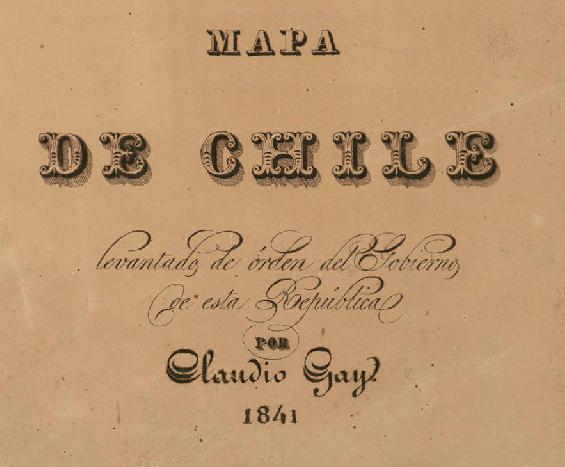 MAPA
DE CHILE
levantado de órden del Gobierno
de esta República
POR
Claudio Gay.
1841